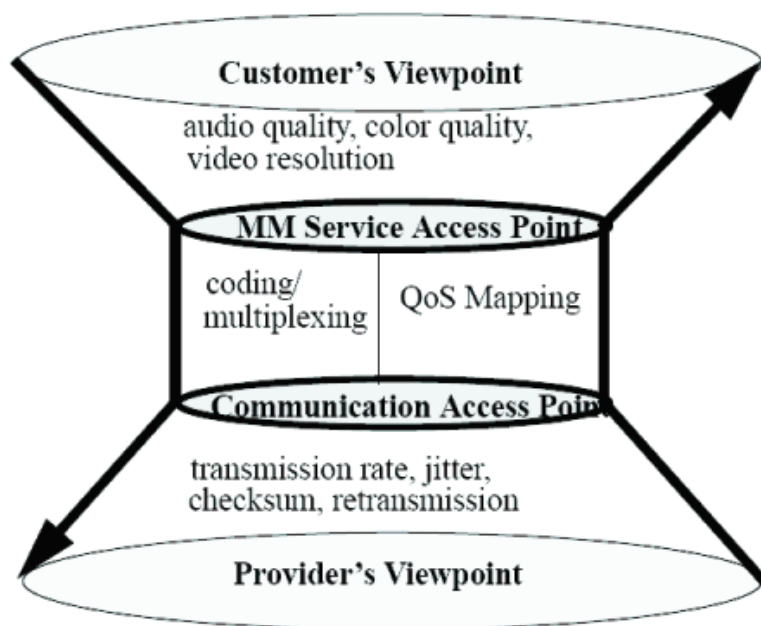 Customer's Viewpoint
audio quality, color quality,
video resolution
MM Service Access Point
coding/
multiplexing
QoS Mapping
Communication Access Point
transmission rate, jitter,
checksum, retransmission
Provider's Viewpoint